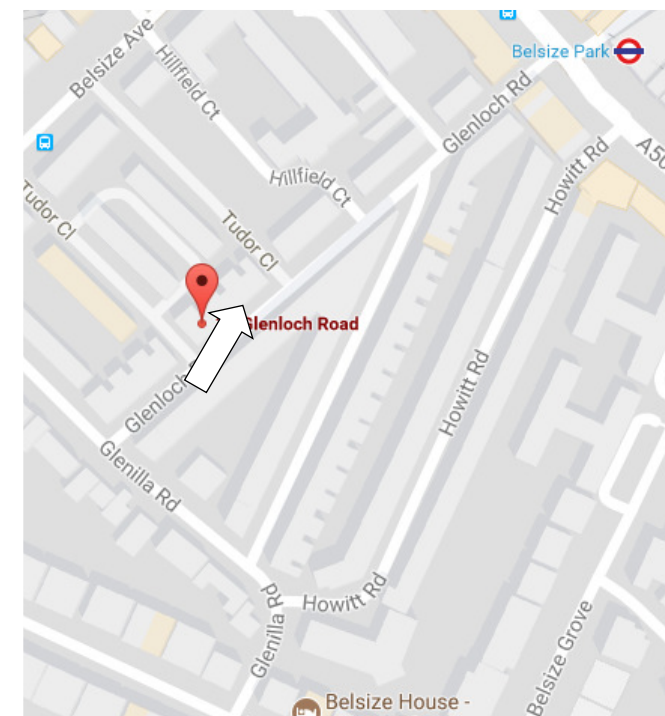 Belsize Ave
Hillfield Ct
Belsize Park
Glenloch Rd
Howitt Rd
Hillfield Ct
Tudor Cl
Tudor Cl
Glenloch Road
Glenloch
Howitt Rd
Glenilla Rd
Howitt Rd
Glenilla Rd
Belsize Grove
Belsize House -